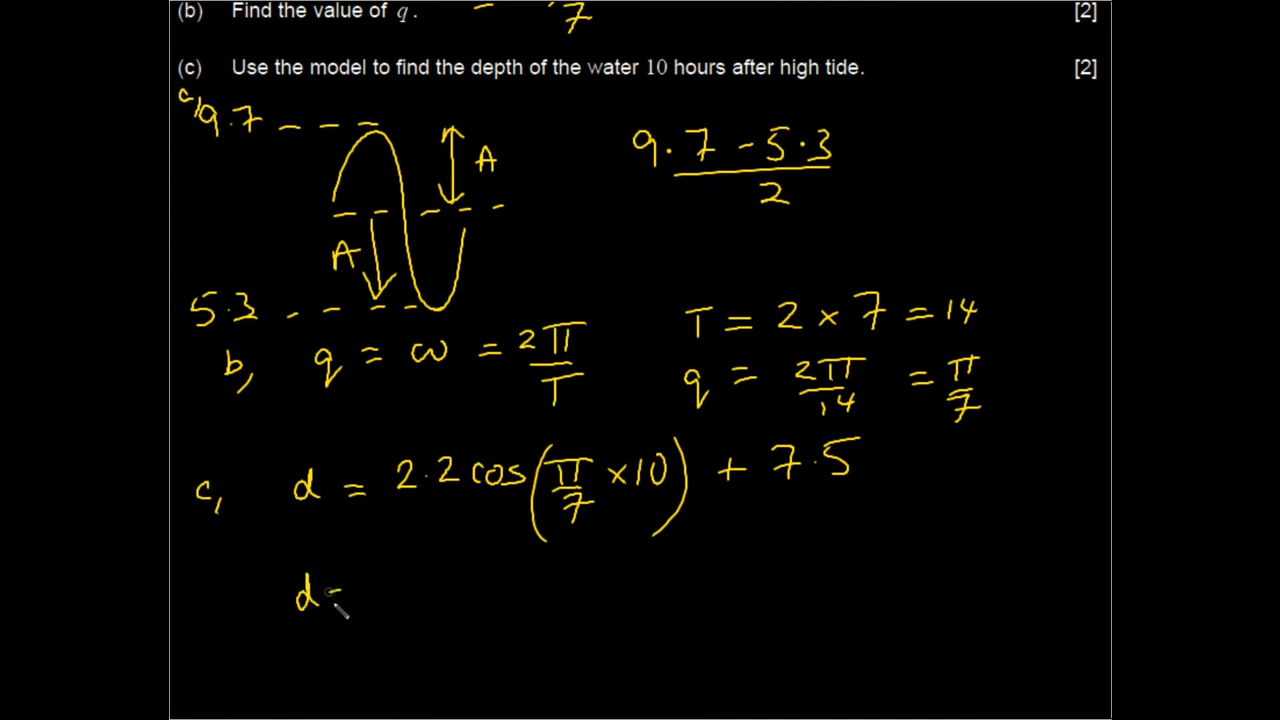 (b) Find the value of q. = π/7 [2]
(c) Use the model to find the depth of the water 10 hours after high tide. [2]
a, 9.7
A
(9.7 - 5.3)/2
A
5.3
T = 2 × 7 = 14
b, q = ω = 2π/T
q = 2π/14 = π/7
c, d = 2.2 cos(π/7 × 10) + 7.5
d =